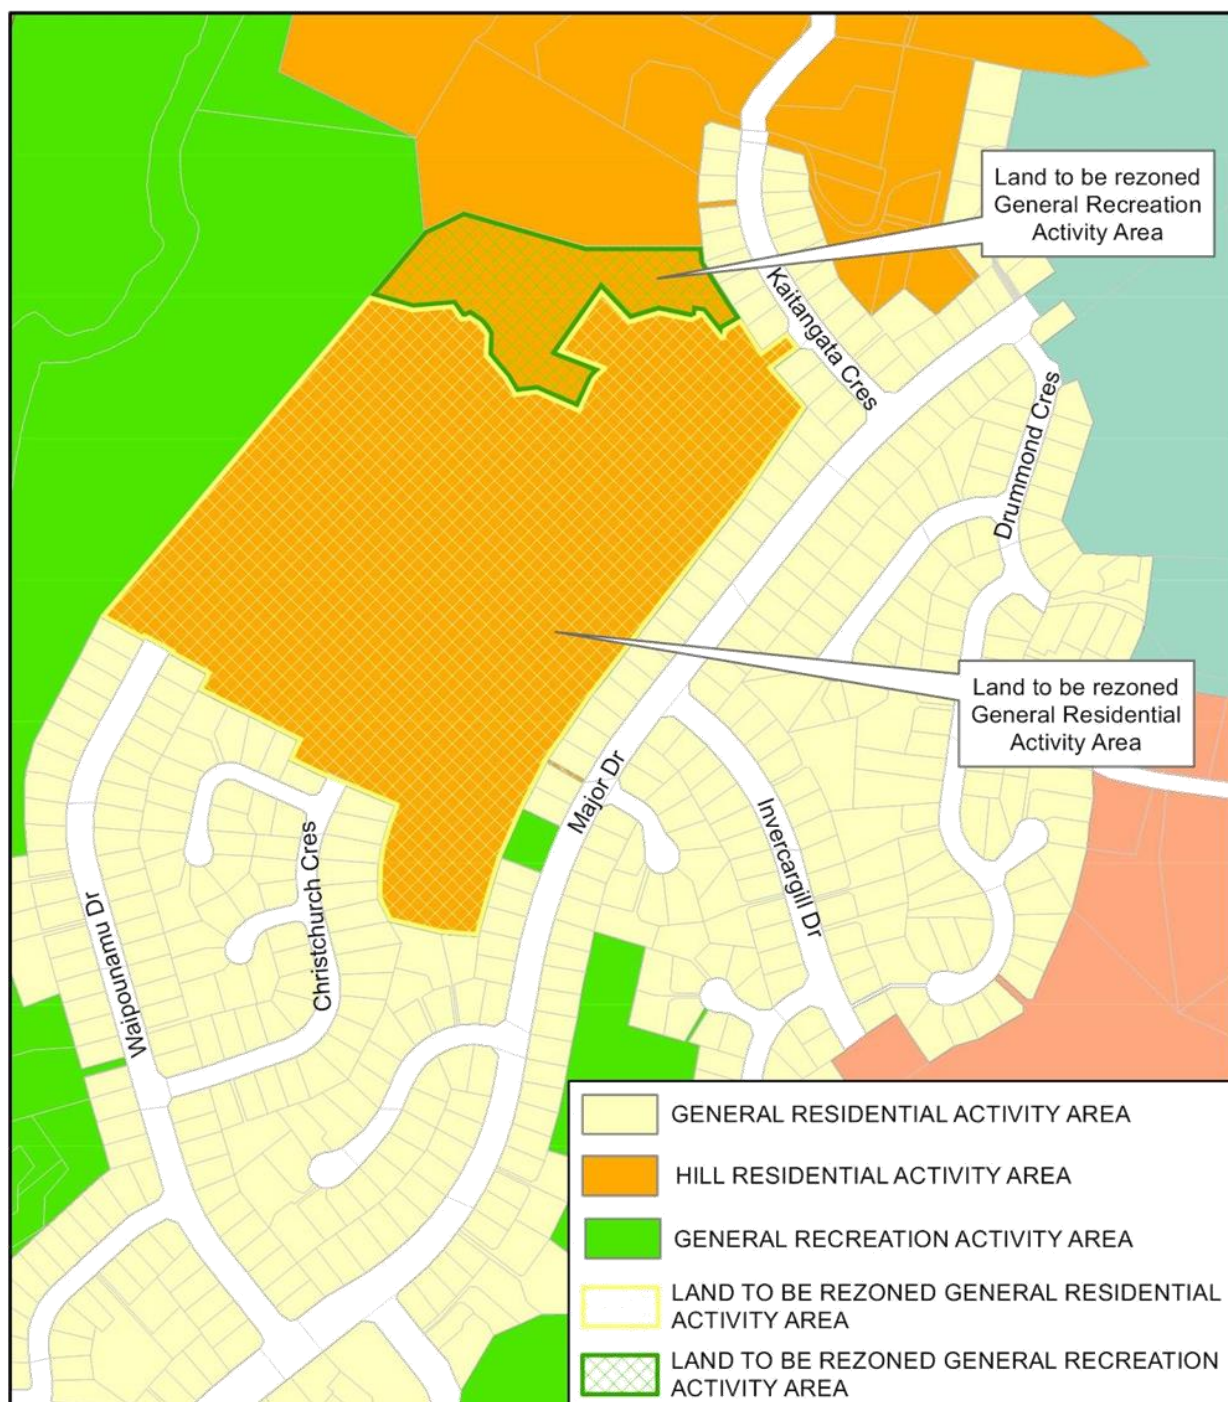 Land to be rezoned
General Recreation
Activity Area
Kaitangata Cres
Drummond Cres
Land to be rezoned
General Residential
Activity Area
Major Dr
Invercargill Dr
Christchurch Cres
Waipounamu Dr
GENERAL RESIDENTIAL ACTIVITY AREA
HILL RESIDENTIAL ACTIVITY AREA
GENERAL RECREATION ACTIVITY AREA
LAND TO BE REZONED GENERAL RESIDENTIAL
ACTIVITY AREA
LAND TO BE REZONED GENERAL RECREATION
ACTIVITY AREA